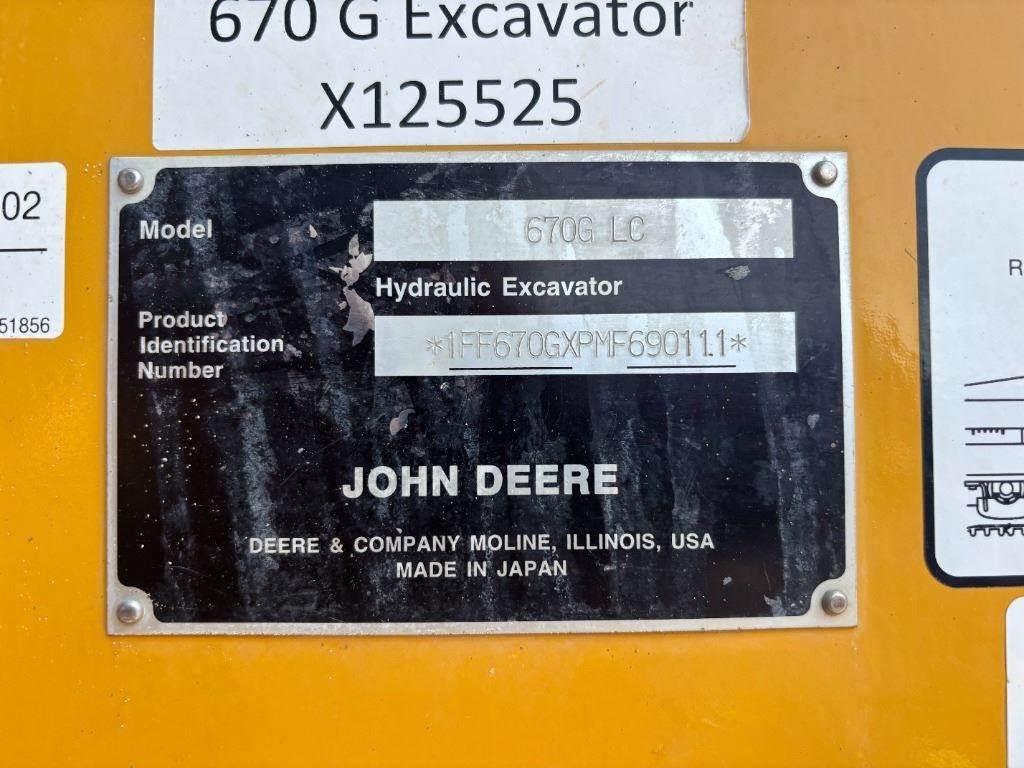 670 G Excavator
X125525
02
51856
Model
670G LC
Hydraulic Excavator
Product
Identification
Number
*1FF670GXPMF690111*
JOHN DEERE
DEERE & COMPANY MOLINE, ILLINOIS, USA
MADE IN JAPAN
R